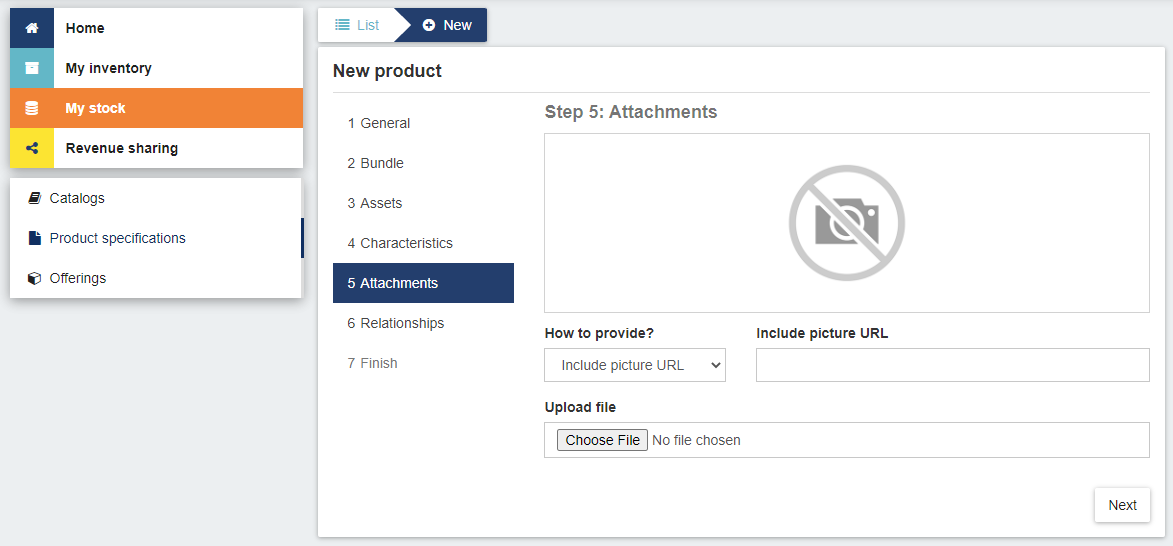 Home
My inventory
My stock
Revenue sharing
Catalogs
Product specifications
Offerings
List
New
New product
1 General
2 Bundle
3 Assets
4 Characteristics
5 Attachments
6 Relationships
7 Finish
Step 5: Attachments
How to provide?
Include picture URL
Include picture URL
Upload file
Choose File No file chosen
Next